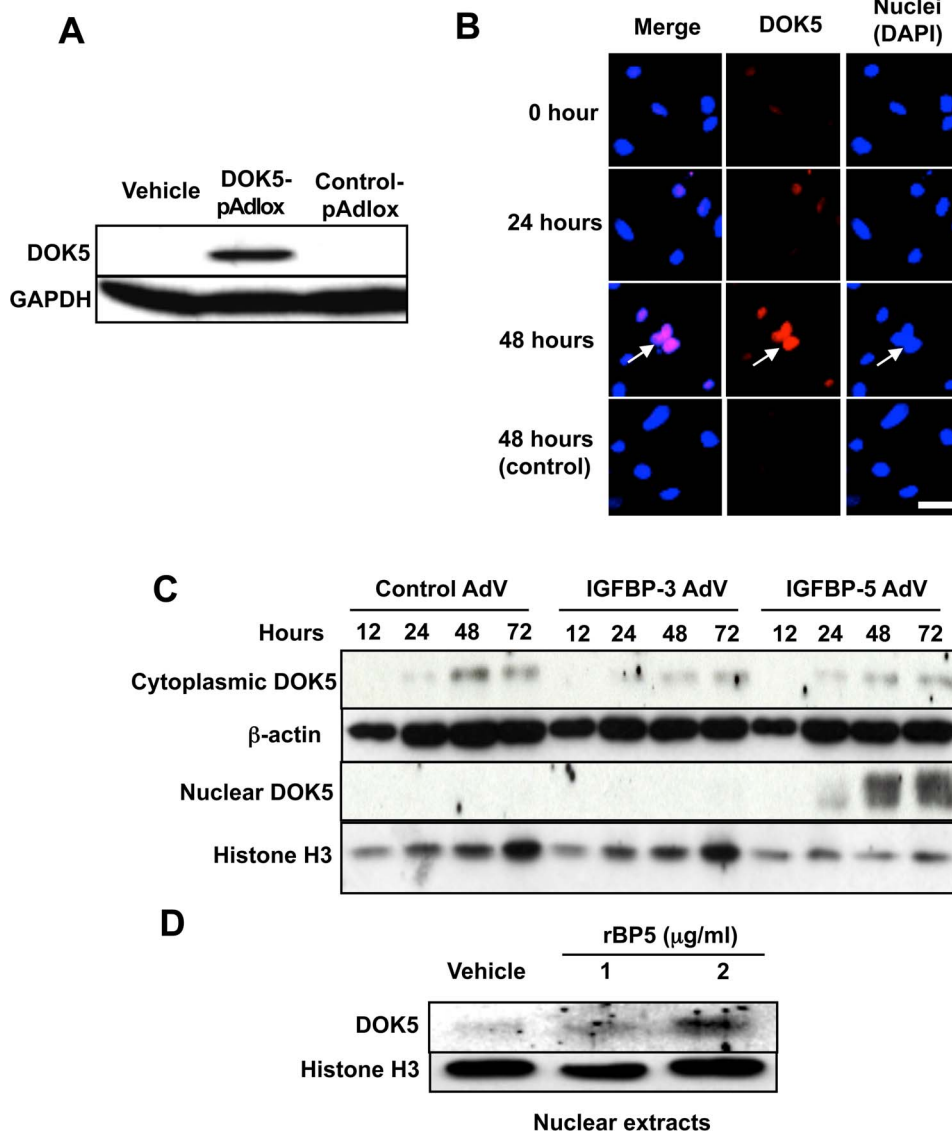 A
Vehicle DOK5-pAdlox Control-pAdlox
DOK5
GAPDH
B
Merge DOK5 Nuclei (DAPI)
0 hour
24 hours
48 hours
48 hours
(control)
C
Control AdV IGFBP-3 AdV IGFBP-5 AdV
Hours 12 24 48 72 12 24 48 72 12 24 48 72
Cytoplasmic DOK5
β-actin
Nuclear DOK5
Histone H3
D
rBP5 (μg/ml)
Vehicle 1 2
DOK5
Histone H3
Nuclear extracts